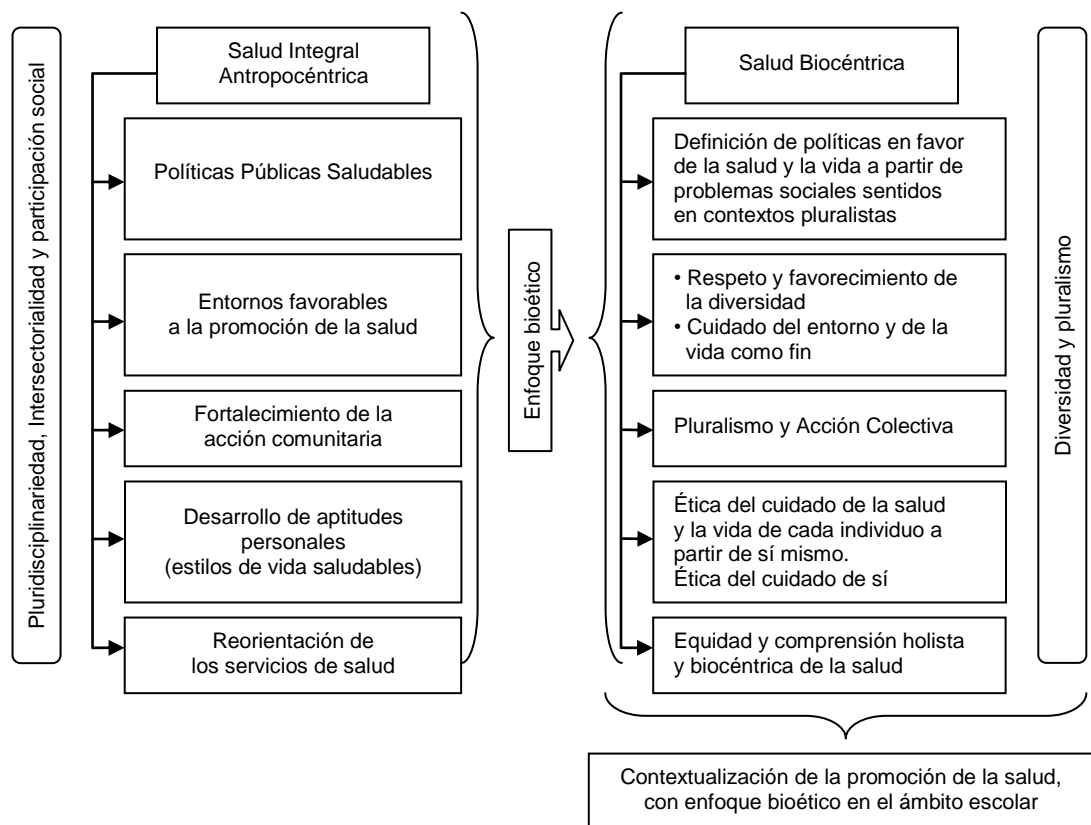 Pluridisciplinariedad, Intersectorialidad y participación social
Salud Integral
Antropocéntrica
Políticas Públicas Saludables
Entornos favorables
a la promoción de la salud
Fortalecimiento de la
acción comunitaria
Desarrollo de aptitudes
personales
(estilos de vida saludables)
Reorientación de
los servicios de salud
Enfoque bioético
Salud Biocéntrica
Definición de políticas en favor
de la salud y la vida a partir de
problemas sociales sentidos
en contextos pluralistas
• Respeto y favorecimiento de
la diversidad
• Cuidado del entorno y de la
vida como fin
Pluralismo y Acción Colectiva
Ética del cuidado de la salud
y la vida de cada individuo a
partir de sí mismo.
Ética del cuidado de sí
Equidad y comprensión holista
y biocéntrica de la salud
Diversidad y pluralismo
Contextualización de la promoción de la salud,
con enfoque bioético en el ámbito escolar